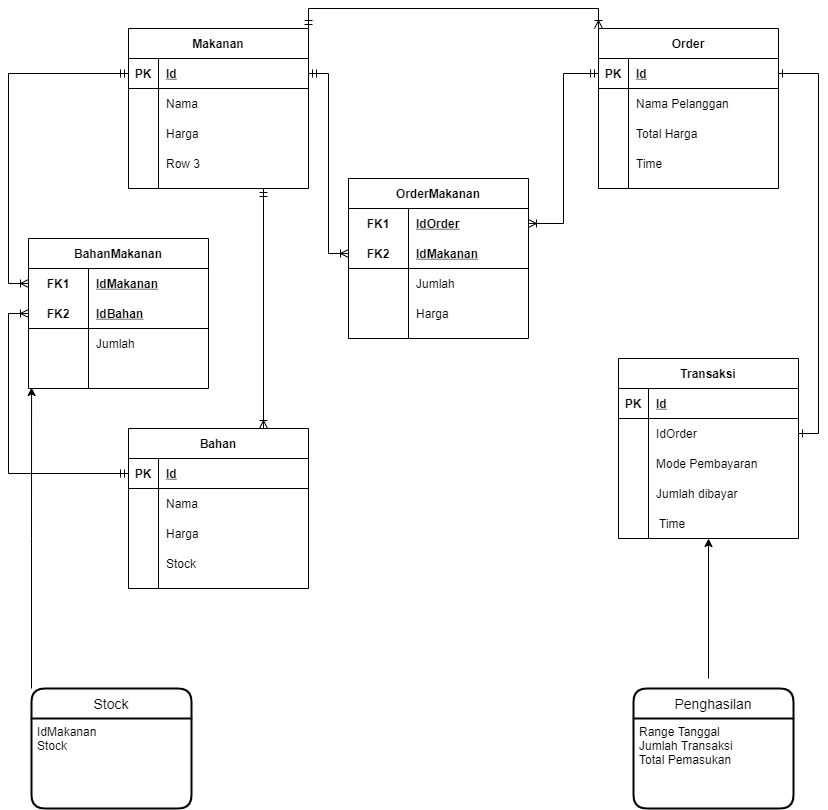 Makanan
PK Id
Nama
Harga
Row 3
Order
PK Id
Nama Pelanggan
Total Harga
Time
OrderMakanan
FK1 IdOrder
FK2 IdMakanan
Jumlah
Harga
BahanMakanan
FK1 IdMakanan
FK2 IdBahan
Jumlah
Transaksi
PK Id
IdOrder
Mode Pembayaran
Jumlah dibayar
Time
Bahan
PK Id
Nama
Harga
Stock
Stock
IdMakanan
Stock
Penghasilan
Range Tanggal
Jumlah Transaksi
Total Pemasukan